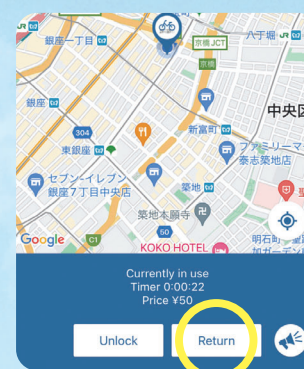 JR
銀座一丁目
京橋JCT
八丁堀 JR
京橋
銀座
中央区
304
新富町
東銀座
ファミリーマ
泰志築地店
セブン-イレブン
銀座7丁目中央店
築地
築地本願寺
50
Google
C1
KOKO HOTEL
明石町
Currently in use
Timer 0:00:22
Price ¥50
Unlock
Return